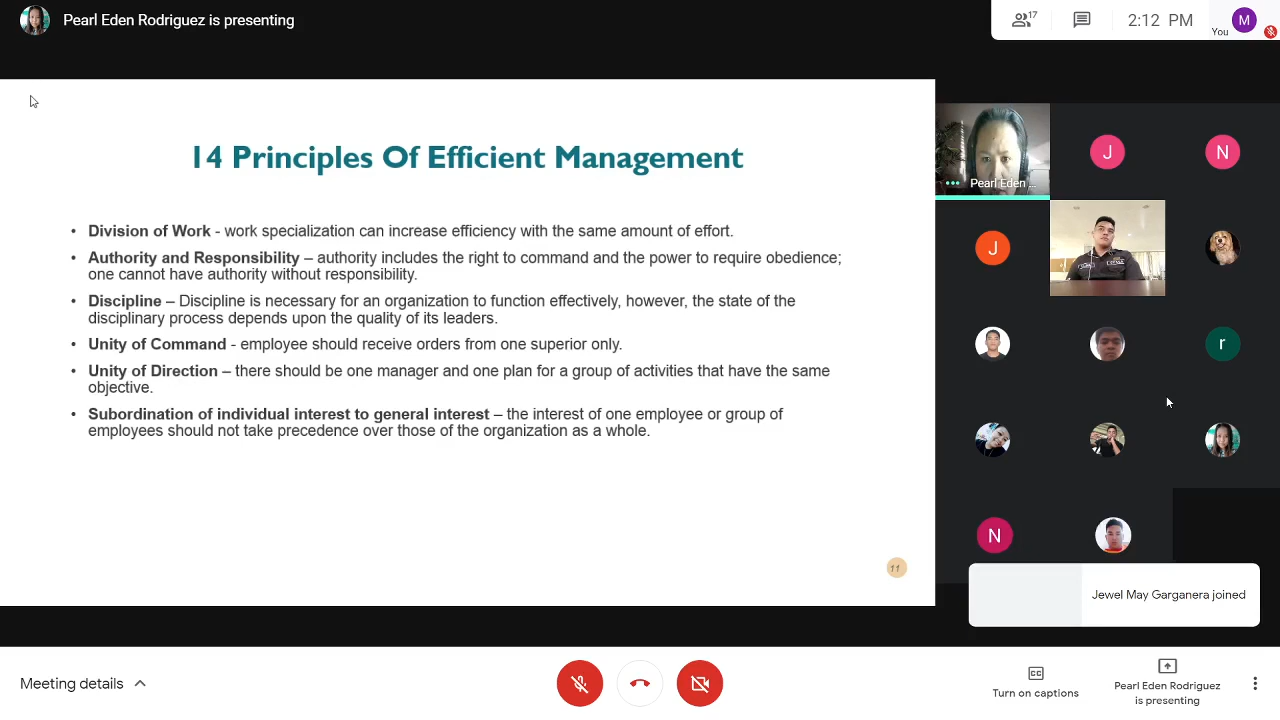 Pearl Eden Rodriguez is presenting
17
2:12 PM
You
M
14 Principles Of Efficient Management
• Division of Work - work specialization can increase efficiency with the same amount of effort.
• Authority and Responsibility – authority includes the right to command and the power to require obedience;
one cannot have authority without responsibility.
• Discipline – Discipline is necessary for an organization to function effectively, however, the state of the
disciplinary process depends upon the quality of its leaders.
• Unity of Command - employee should receive orders from one superior only.
• Unity of Direction – there should be one manager and one plan for a group of activities that have the same
objective.
• Subordination of individual interest to general interest – the interest of one employee or group of
employees should not take precedence over those of the organization as a whole.
11
Pearl Eden ...
J
N
J
r
N
Jewel May Garganera joined
Meeting details
CC
Turn on captions
Pearl Eden Rodriguez
is presenting